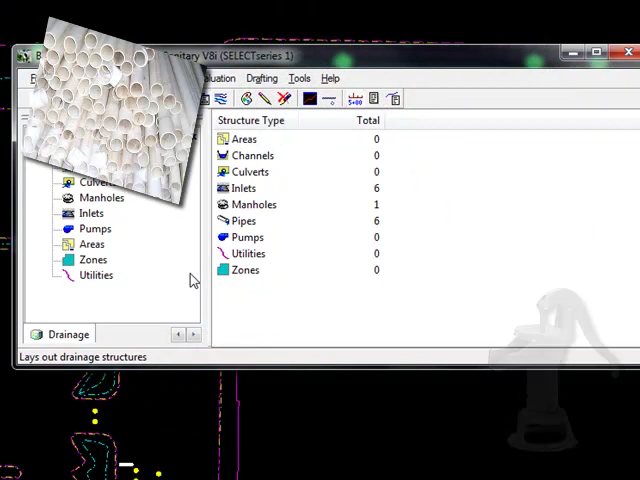 B Sanitary V8i (SELECTseries 1)
Evaluation Drafting Tools Help
Structure Type Total
Areas 0
Channels 0
Culverts 0
Inlets 6
Manholes 1
Pipes 6
Pumps 0
Utilities 0
Zones 0
Culverts
Manholes
Inlets
Pumps
Areas
Zones
Utilities
Drainage
Lays out drainage structures